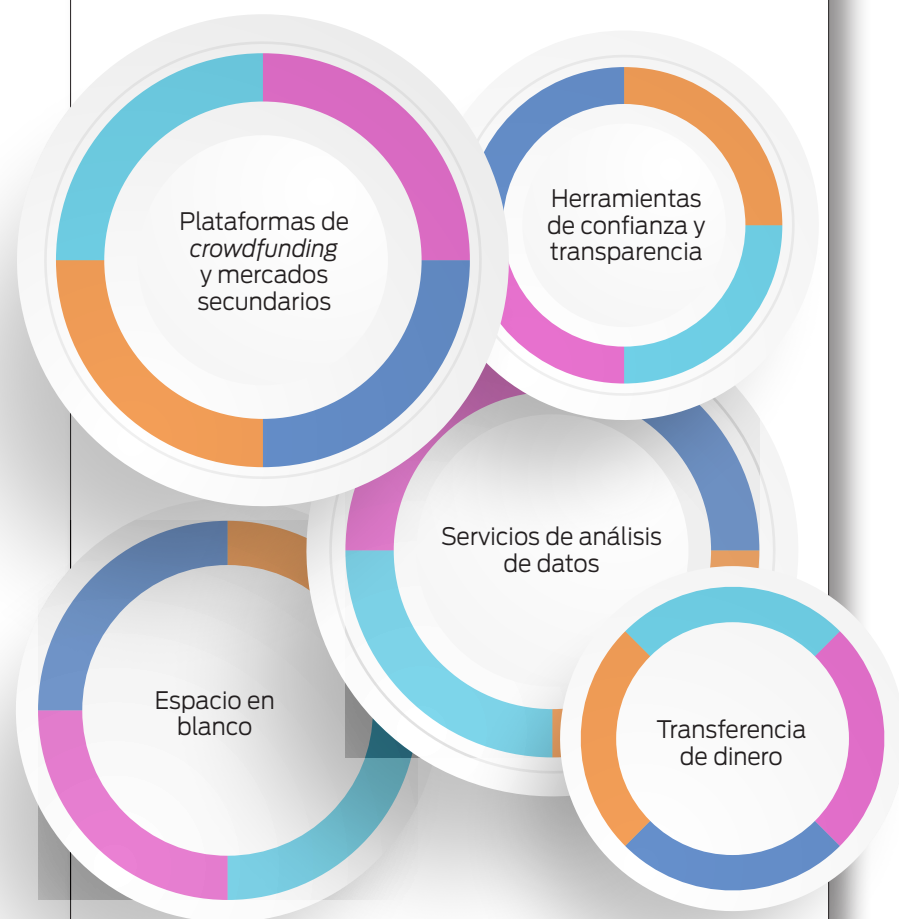 Plataformas de
crowdfunding
y mercados
secundarios
Herramientas
de confianza y
transparencia
Servicios de análisis
de datos
Espacio en
blanco
Transferencia
de dinero